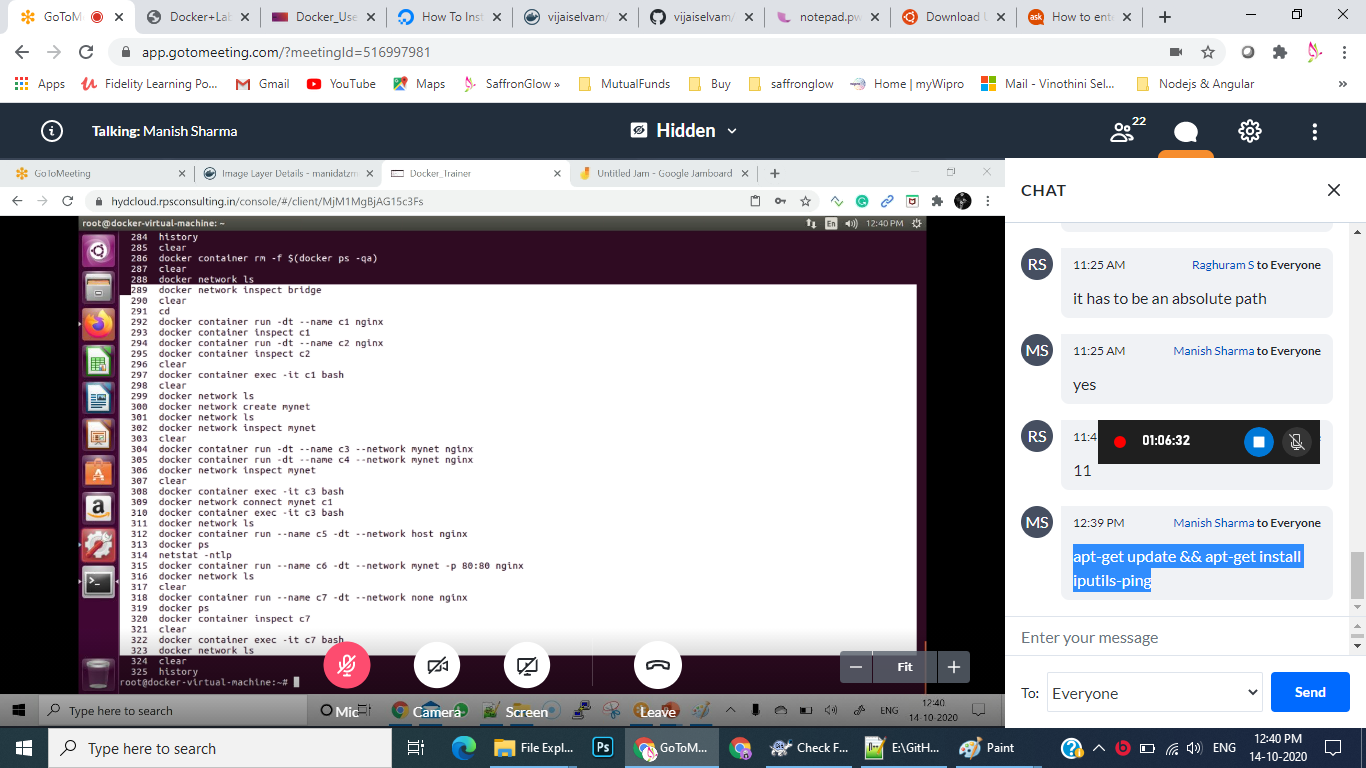 GoToM
Docker+Lal
Docker_Use
How To Inst
vijaiselvam/
vijaiselvam/
notepad.pw
Download U
How to ent
app.gotomeeting.com/?meetingId=516997981
Apps
Fidelity Learning Po...
Gmail
YouTube
Maps
SaffronGlow »
MutualFunds
Buy
saffronglow
Home | myWipro
Mail - Vinothini Sel...
Nodejs & Angular
»
Talking: Manish Sharma
Hidden
22
GoToMeeting
Image Layer Details - manidatzm
Docker_Trainer
Untitled Jam - Google Jamboard
hydcloud.rpsconsulting.in/console/#/client/MjM1MgBjAG15c3Fs
root@docker-virtual-machine: ~
En
12:40 PM
284 history
285 clear
286 docker container rm -f $(docker ps -qa)
287 clear
288 docker network ls
289 docker network inspect bridge
290 clear
291 cd
292 docker container run -dt --name c1 nginx
293 docker container inspect c1
294 docker container run -dt --name c2 nginx
295 docker container inspect c2
296 clear
297 docker container exec -it c1 bash
298 clear
299 docker network ls
300 docker network create mynet
301 docker network ls
302 docker network inspect mynet
303 clear
304 docker container run -dt --name c3 --network mynet nginx
305 docker container run -dt --name c4 --network mynet nginx
306 docker network inspect mynet
307 clear
308 docker container exec -it c3 bash
309 docker network connect mynet c1
310 docker container exec -it c3 bash
311 docker network ls
312 docker container run --name c5 -dt --network host nginx
313 docker ps
314 netstat -ntlp
315 docker container run --name c6 -dt --network mynet -p 80:80 nginx
316 docker network ls
317 clear
318 docker container run --name c7 -dt --network none nginx
319 docker ps
320 docker container inspect c7
321 clear
322 docker container exec -it c7 bash
323 docker network ls
324 clear
325 history
root@docker-virtual-machine:~#
Fit
Mic
Camera
Screen
Leave
Type here to search
ENG
12:40
14-10-2020
CHAT
RS
11:25 AM
Raghuram S to Everyone
it has to be an absolute path
MS
11:25 AM
Manish Sharma to Everyone
yes
RS
11:4
01:06:32
11
MS
12:39 PM
Manish Sharma to Everyone
apt-get update && apt-get install
iputils-ping
Enter your message
To:
Everyone
Send
Type here to search
File Expl...
Ps
GoToM...
Check F...
E:\GitH...
Paint
ENG
12:40 PM
14-10-2020